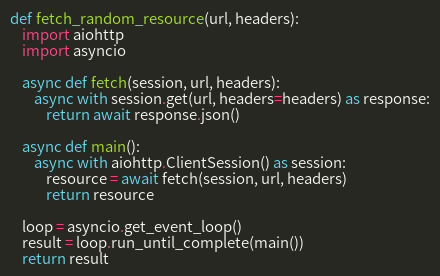 def fetch_random_resource(url, headers):
    import aiohttp
    import asyncio

    async def fetch(session, url, headers):
        async with session.get(url, headers=headers) as response:
            return await response.json()

    async def main():
        async with aiohttp.ClientSession() as session:
            resource = await fetch(session, url, headers)
            return resource

    loop = asyncio.get_event_loop()
    result = loop.run_until_complete(main())
    return result